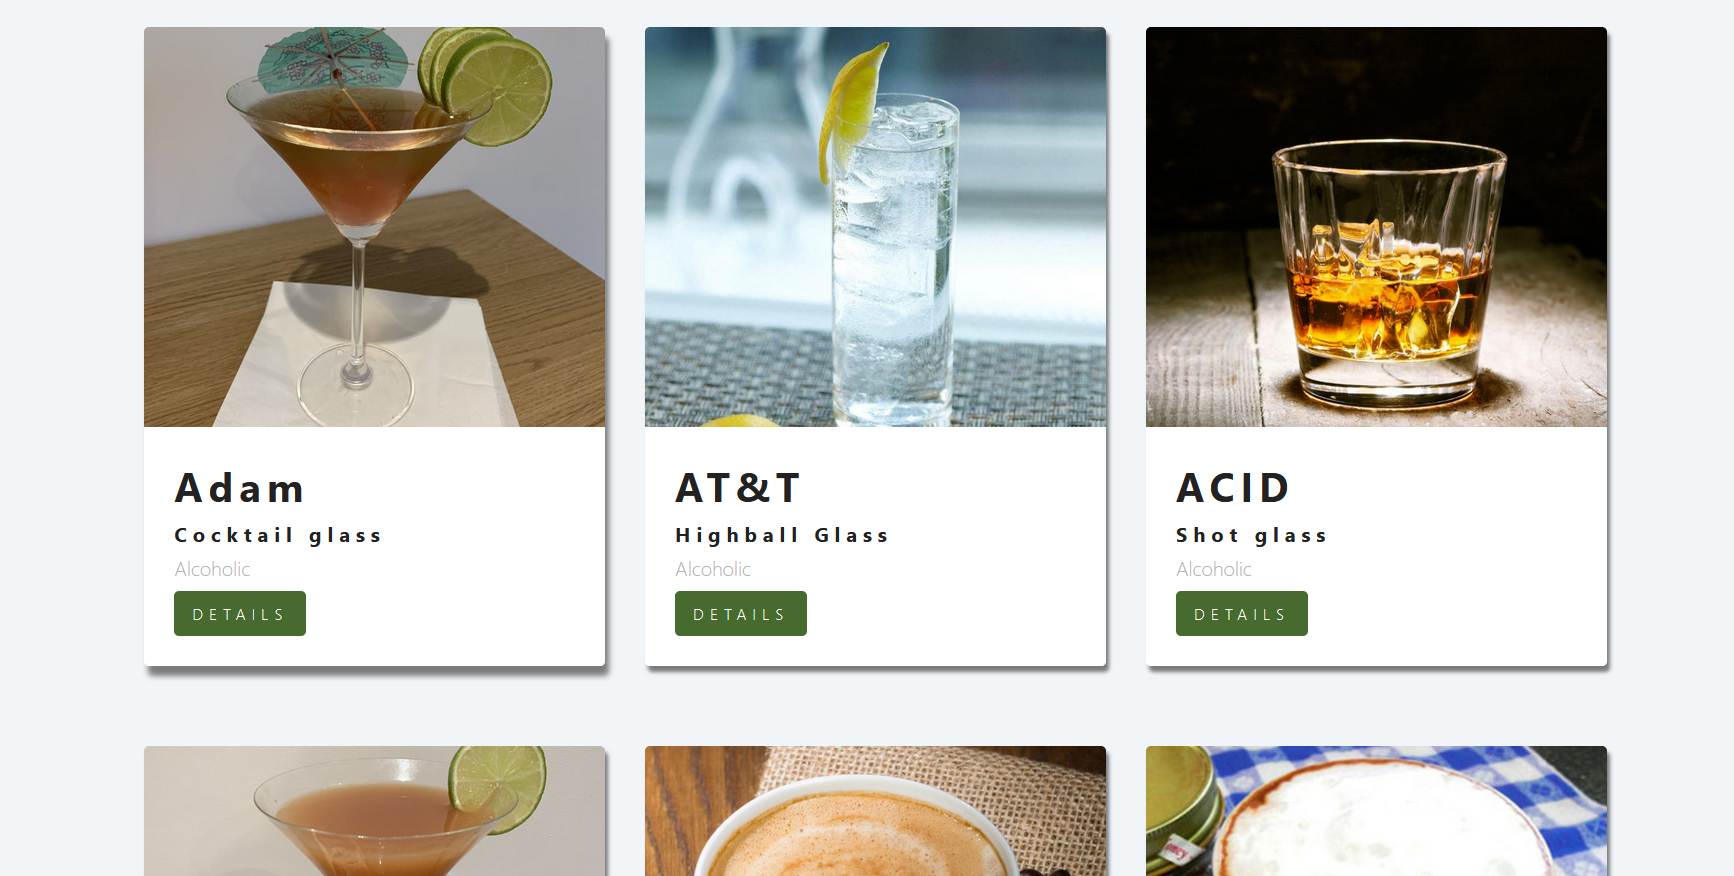 Adam
Cocktail glass
Alcoholic
DETAILS
AT&T
Highball Glass
Alcoholic
DETAILS
ACID
Shot glass
Alcoholic
DETAILS